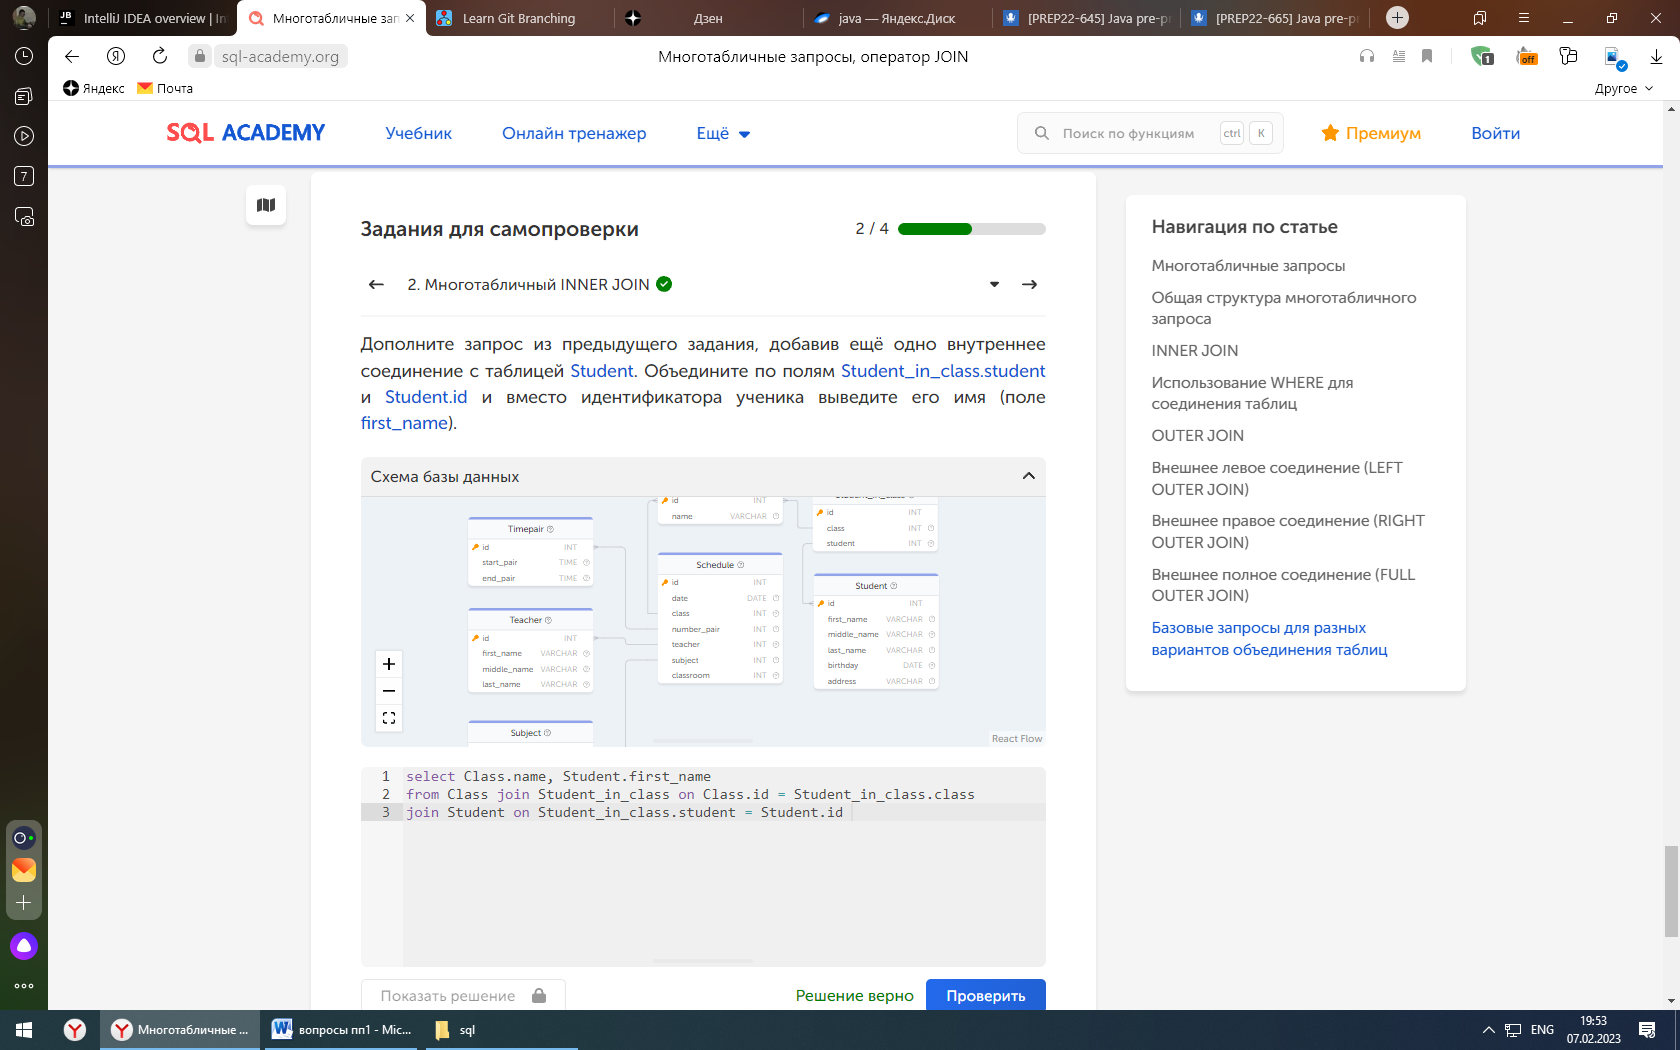 IntelliJ IDEA overview | In
Многотабличные зап
Learn Git Branching
Дзен
java — Яндекс.Диск
[PREP22-645] Java pre-pr
[PREP22-665] Java pre-pr
sql-academy.org
Многотабличные запросы, оператор JOIN
1
off
Яндекс
Почта
Другое
7
SQL ACADEMY
Учебник
Онлайн тренажер
Ещё
Поиск по функциям
ctrl
K
Премиум
Войти
Задания для самопроверки
2 / 4
2. Многотабличный INNER JOIN
Дополните запрос из предыдущего задания, добавив ещё одно внутреннее
соединение с таблицей Student. Объедините по полям Student_in_class.student
и Student.id и вместо идентификатора ученика выведите его имя (поле
first_name).
Схема базы данных
Timepair
id INT
start_pair TIME
end_pair TIME
Teacher
id INT
first_name VARCHAR
middle_name VARCHAR
last_name VARCHAR
Subject
id INT
name VARCHAR
Schedule
id INT
date DATE
class INT
number_pair INT
teacher INT
subject INT
classroom INT
Student_in_class
id INT
class INT
student INT
Student
id INT
first_name VARCHAR
middle_name VARCHAR
last_name VARCHAR
birthday DATE
address VARCHAR
React Flow
1 select Class.name, Student.first_name
2 from Class join Student_in_class on Class.id = Student_in_class.class
3 join Student on Student_in_class.student = Student.id
Показать решение
Решение верно
Проверить
Навигация по статье
Многотабличные запросы
Общая структура многотабличного
запроса
INNER JOIN
Использование WHERE для
соединения таблиц
OUTER JOIN
Внешнее левое соединение (LEFT
OUTER JOIN)
Внешнее правое соединение (RIGHT
OUTER JOIN)
Внешнее полное соединение (FULL
OUTER JOIN)
Базовые запросы для разных
вариантов объединения таблиц
Многотабличные ...
вопросы пп1 - Mic...
sql
ENG
19:53
07.02.2023